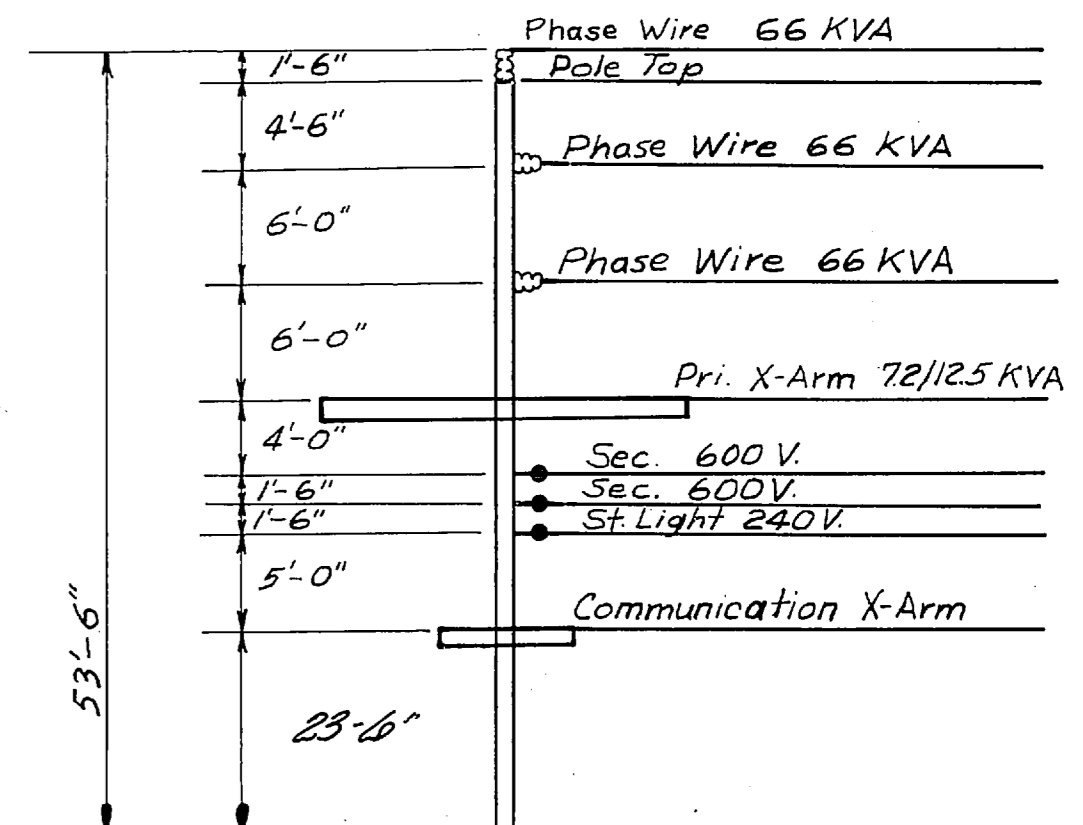 Phase Wire 66 KVA
1'-6"
Pole Top
4'-6"
Phase Wire 66 KVA
6'-0"
Phase Wire 66 KVA
6'-0"
Pri. X-Arm 7.2/12.5 KVA
4'-0"
Sec. 600 V.
1'-6"
Sec. 600V.
1'-6"
St. Light 240V.
5'-0"
Communication X-Arm
53'-6"
23-6"